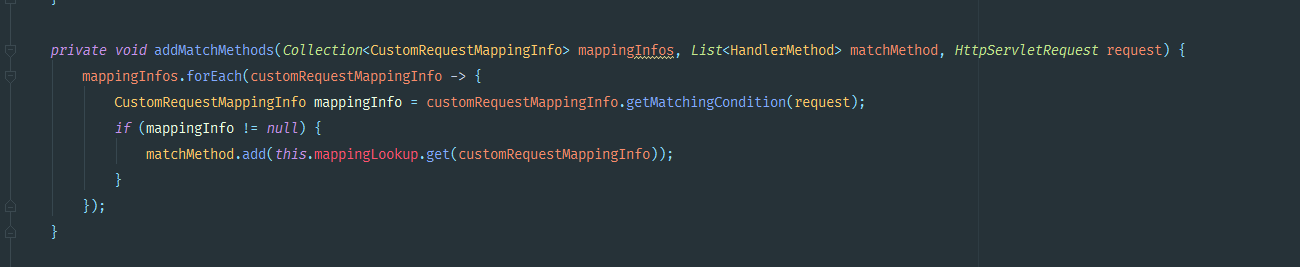 }
private void addMatchMethods(Collection<CustomRequestMappingInfo> mappingInfos, List<HandlerMethod> matchMethod, HttpServletRequest request) {
mappingInfos.forEach(customRequestMappingInfo -> {
CustomRequestMappingInfo mappingInfo = customRequestMappingInfo.getMatchingCondition(request);
if (mappingInfo != null) {
matchMethod.add(this.mappingLookup.get(customRequestMappingInfo));
}
});
}